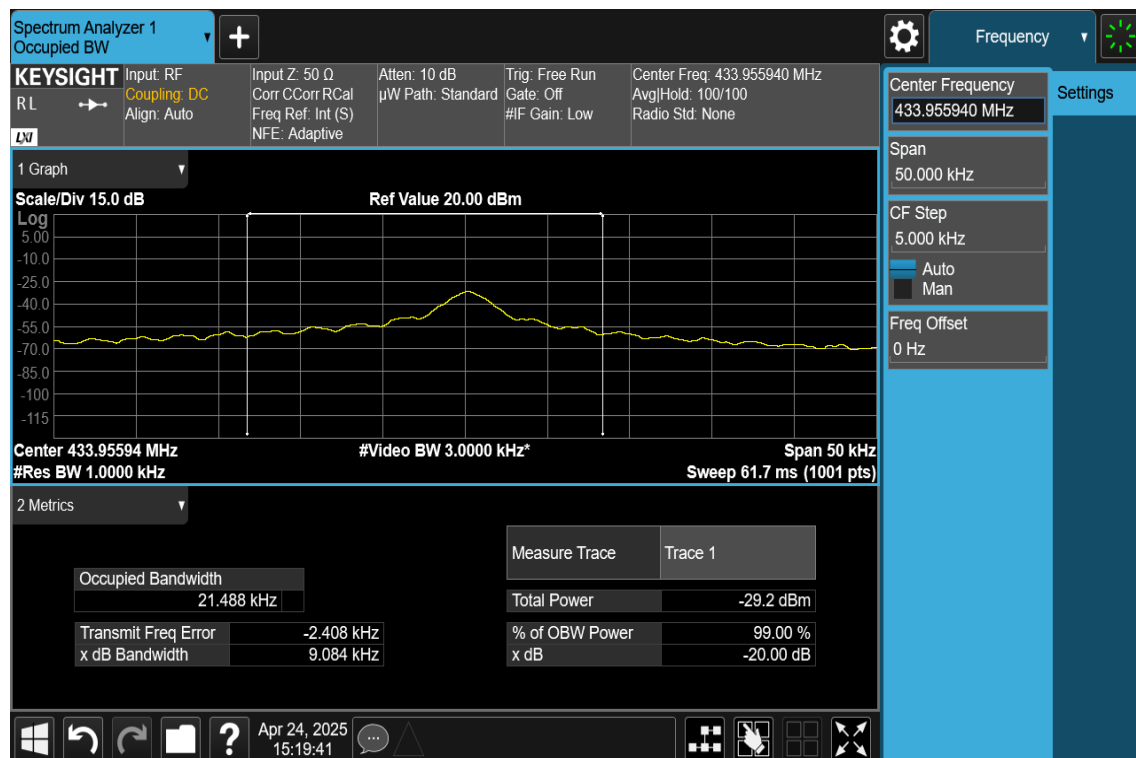 Spectrum Analyzer 1
Occupied BW
Frequency
KEYSIGHT
R L
LXI
Input: RF
Coupling: DC
Align: Auto
Input Z: 50 Ω
Corr CCorr RCal
Freq Ref: Int (S)
NFE: Adaptive
Atten: 10 dB
µW Path: Standard
Trig: Free Run
Gate: Off
#IF Gain: Low
Center Freq: 433.955940 MHz
Avg|Hold: 100/100
Radio Std: None
Center Frequency
433.955940 MHz
Settings
Span
50.000 kHz
CF Step
5.000 kHz
Auto
Man
Freq Offset
0 Hz
1 Graph
Scale/Div 15.0 dB
Ref Value 20.00 dBm
Log
5.00
-10.0
-25.0
-40.0
-55.0
-70.0
-85.0
-100
-115
Center 433.95594 MHz
#Video BW 3.0000 kHz*
Span 50 kHz
#Res BW 1.0000 kHz
Sweep 61.7 ms (1001 pts)
2 Metrics
Measure Trace Trace 1
Occupied Bandwidth
21.488 kHz
Total Power -29.2 dBm
Transmit Freq Error -2.408 kHz
% of OBW Power 99.00 %
x dB Bandwidth 9.084 kHz
x dB -20.00 dB
?
Apr 24, 2025
15:19:41